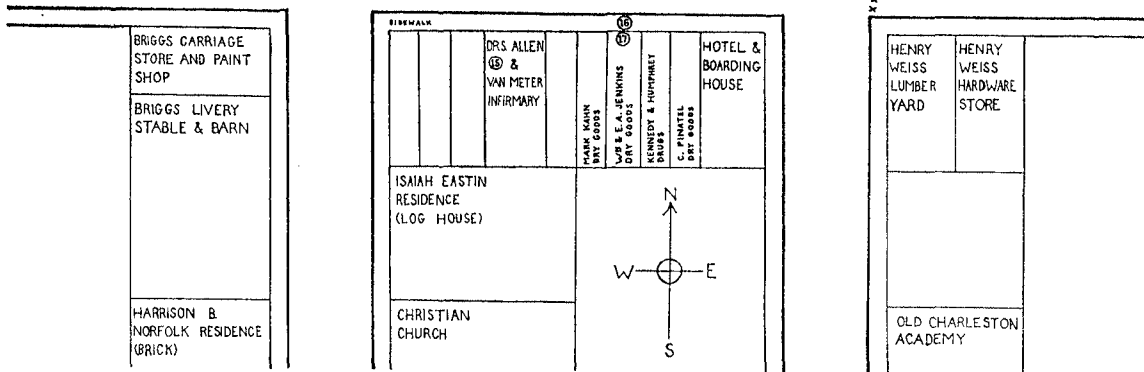 BRIGGS CARRIAGE
STORE AND PAINT
SHOP
BRIGGS LIVERY
STABLE & BARN
HARRISON B.
NORFOLK RESIDENCE
(BRICK)
SIDEWALK
16
17
DRS. ALLEN
15 &
VAN METER
INFIRMARY
MARK KAHN
DRY GOODS
WB & E.A. JENKINS
DRY GOODS
KENNEDY & HUMPHREY
DRUGS
C. PINATEL
DRY GOODS
HOTEL &
BOARDING
HOUSE
ISAIAH EASTIN
RESIDENCE
(LOG HOUSE)
N
W E
S
CHRISTIAN
CHURCH
HENRY
WEISS
LUMBER
YARD
HENRY
WEISS
HARDWARE
STORE
OLD CHARLESTON
ACADEMY